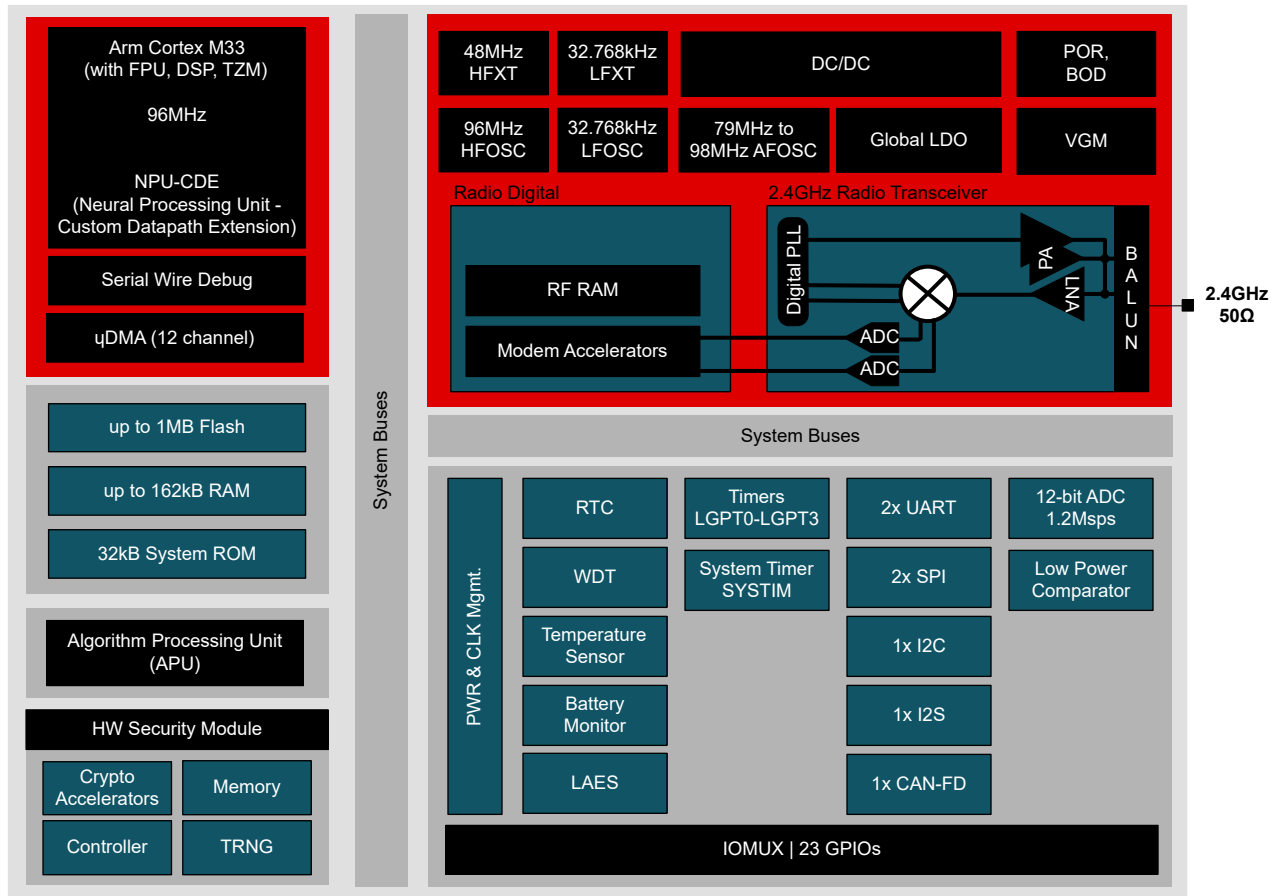 Arm Cortex M33
(with FPU, DSP, TZM)
96MHz
NPU-CDE
(Neural Processing Unit -
Custom Datapath Extension)
Serial Wire Debug
ųDMA (12 channel)
up to 1MB Flash
up to 162kB RAM
32kB System ROM
Algorithm Processing Unit
(APU)
HW Security Module
Crypto
Accelerators
Memory
Controller
TRNG
System Buses
48MHz
HFXT
32.768kHz
LFXT
DC/DC
POR,
BOD
96MHz
HFOSC
32.768kHz
LFOSC
79MHz to
98MHz AFOSC
Global LDO
VGM
Radio Digital
RF RAM
Modem Accelerators
2.4GHz Radio Transceiver
Digital PLL
PA
LNA
ADC
ADC
BALUN
2.4GHz
50Ω
System Buses
PWR & CLK Mgmt.
RTC
WDT
Temperature
Sensor
Battery
Monitor
LAES
Timers
LGPT0-LGPT3
System Timer
SYSTIM
2x UART
2x SPI
1x I2C
1x I2S
1x CAN-FD
12-bit ADC
1.2Msps
Low Power
Comparator
IOMUX | 23 GPIOs